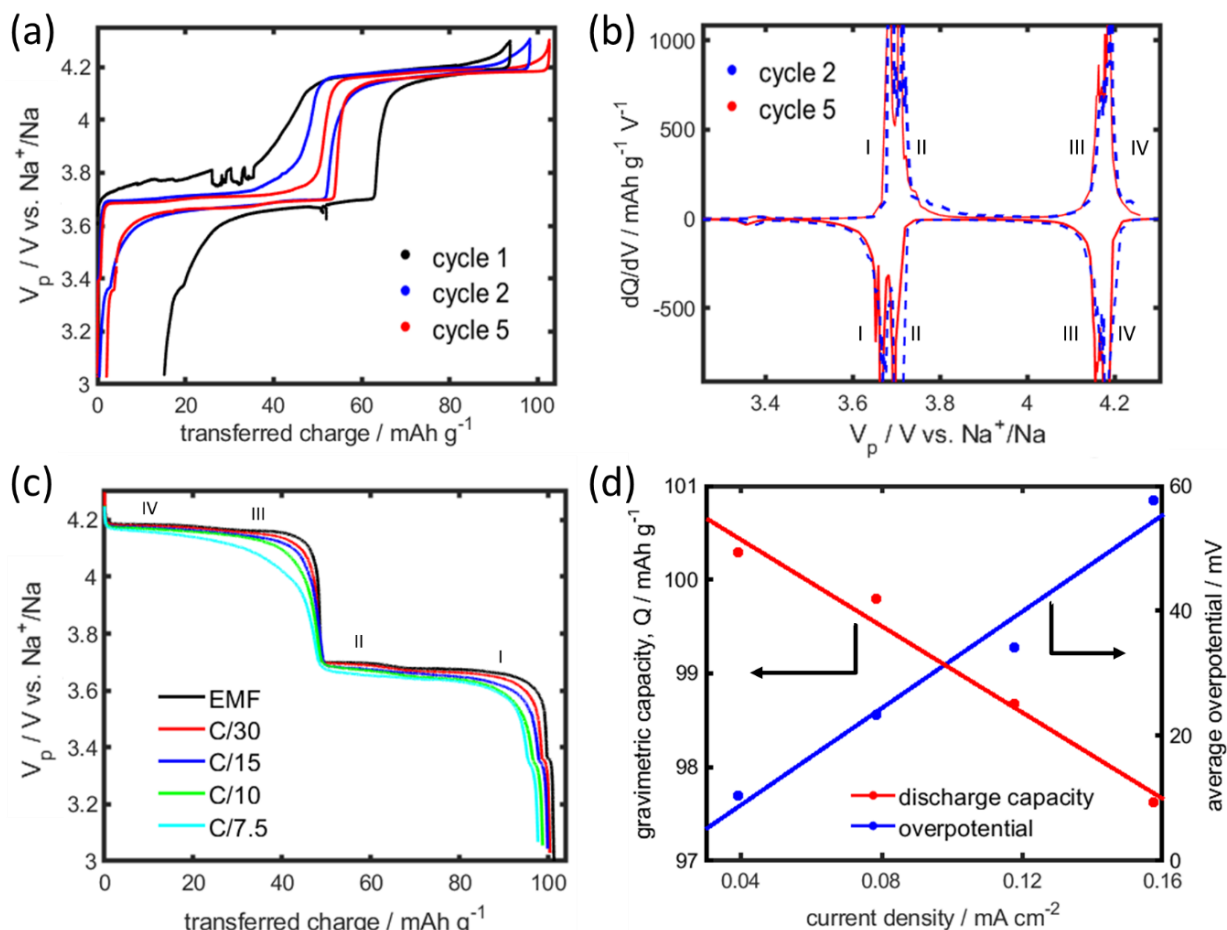 (a)
V_p / V vs. Na⁺/Na
4.2
3.9
3.6
3.4
3.2
3
0
20
40
60
80
100
transferred charge / mAh g⁻¹
cycle 1
cycle 2
cycle 5
(b)
dQ/dV / mAh g⁻¹ V⁻¹
1000
500
0
-500
3.4
3.6
3.8
4
4.2
V_p / V vs. Na⁺/Na
cycle 2
cycle 5
I
II
III
IV
I
II
III
IV
(c)
V_p / V vs. Na⁺/Na
4.2
4
3.8
3.6
3.4
3.2
3
0
20
40
60
80
100
transferred charge / mAh g⁻¹
IV
III
II
I
EMF
C/30
C/15
C/10
C/7.5
(d)
gravimetric capacity, Q / mAh g⁻¹
101
100
99
98
97
0.04
0.08
0.12
0.16
current density / mA cm⁻²
60
40
20
0
average overpotential / mV
discharge capacity
overpotential